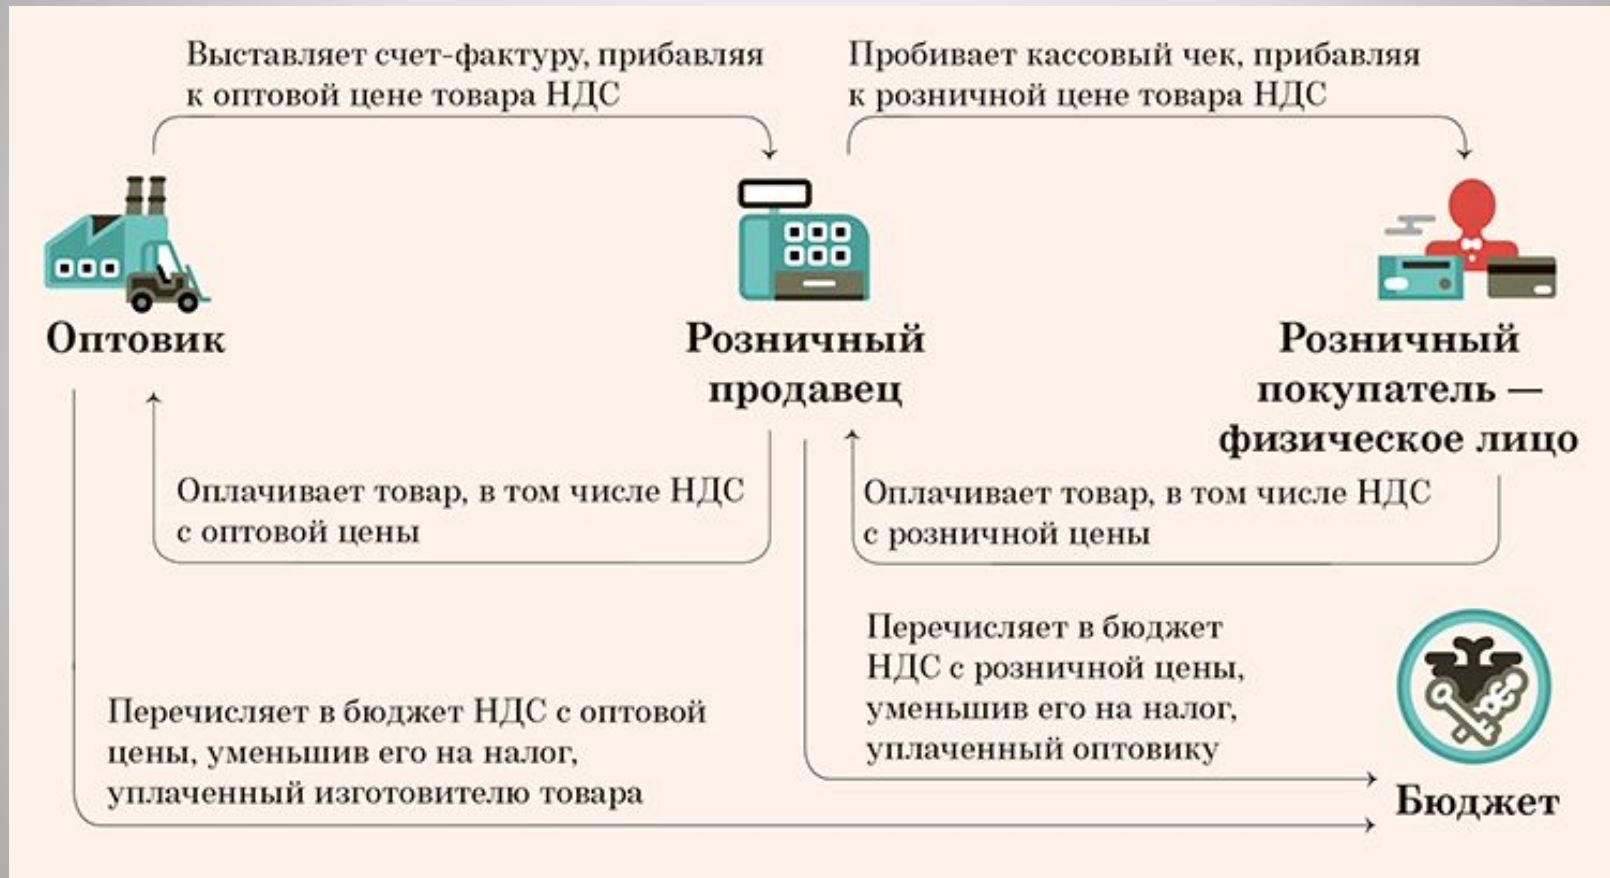 Выставляет счет-фактуру, прибавляя
к оптовой цене товара НДС
Пробивает кассовый чек, прибавляя
к розничной цене товара НДС
Оптовик
Розничный
продавец
Розничный
покупатель —
физическое лицо
Оплачивает товар, в том числе НДС
с оптовой цены
Оплачивает товар, в том числе НДС
с розничной цены
Перечисляет в бюджет
НДС с розничной цены,
уменьшив его на налог,
уплаченный оптовику
Перечисляет в бюджет НДС с оптовой
цены, уменьшив его на налог,
уплаченный изготовителю товара
Бюджет